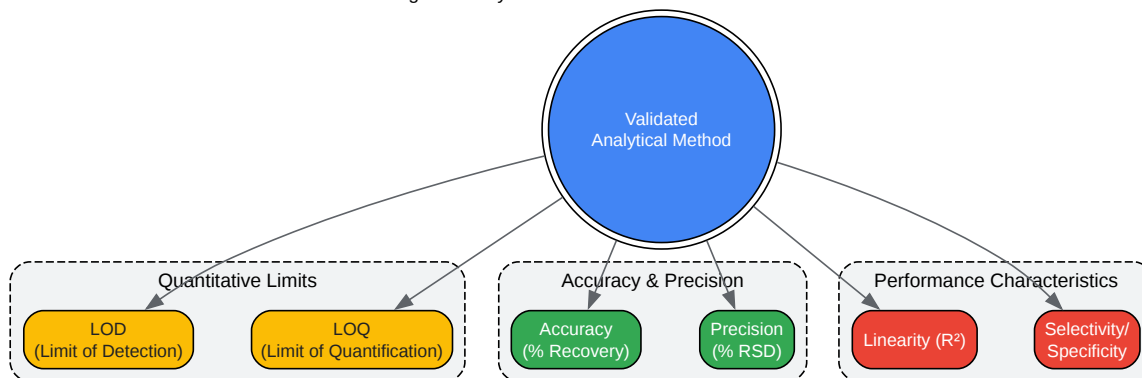 Validated
Analytical Method
Quantitative Limits
Accuracy & Precision
Performance Characteristics
LOD
(Limit of Detection)
LOQ
(Limit of Quantification)
Accuracy
(% Recovery)
Precision
(% RSD)
Linearity (R²)
Selectivity/
Specificity